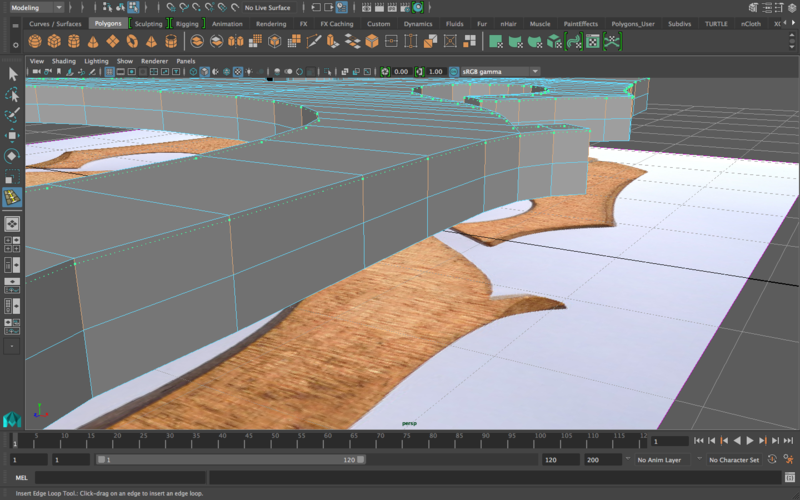 Modeling
No Live Surface
Curves / Surfaces Polygons Sculpting Rigging Animation Rendering FX FX Caching Custom Dynamics Fluids Fur nHair Muscle PaintEffects Polygons_User Subdivs TURTLE nCloth
View Shading Lighting Show Renderer Panels
0.00 1.00 sRGB gamma
persp
1 5 10 15 20 25 30 35 40 45 50 55 60 65 70 75 80 85 90 95 100 105 110 115 12 1
1 1 1 120 120 200 No Anim Layer No Character Set
MEL
Insert Edge Loop Tool: Click-drag on an edge to insert an edge loop.